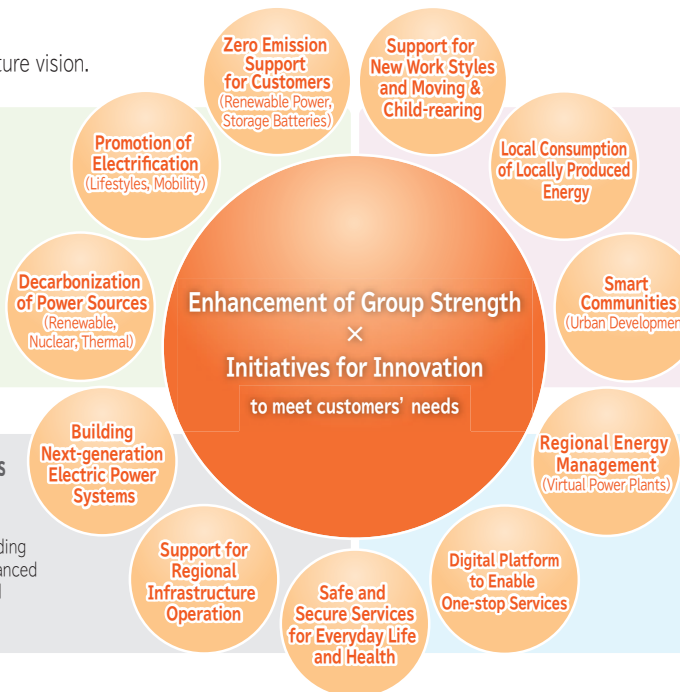 ture vision.
Zero Emission
Support
for Customers
(Renewable Power,
Storage Batteries)
Support for
New Work Styles
and Moving &
Child-rearing
Promotion of
Electrification
(Lifestyles, Mobility)
Local Consumption
of Locally Produced
Energy
Decarbonization
of Power Sources
(Renewable,
Nuclear, Thermal)
Enhancement of Group Strength
×
Initiatives for Innovation
to meet customers’ needs
Smart
Communities
(Urban Developmen
Building
Next-generation
Electric Power
Systems
Regional Energy
Management
(Virtual Power Plants)
s
ding
anced
Support for
Regional
Infrastructure
Operation
Safe and
Secure Services
for Everyday Life
and Health
Digital Platform
to Enable
One-stop Services